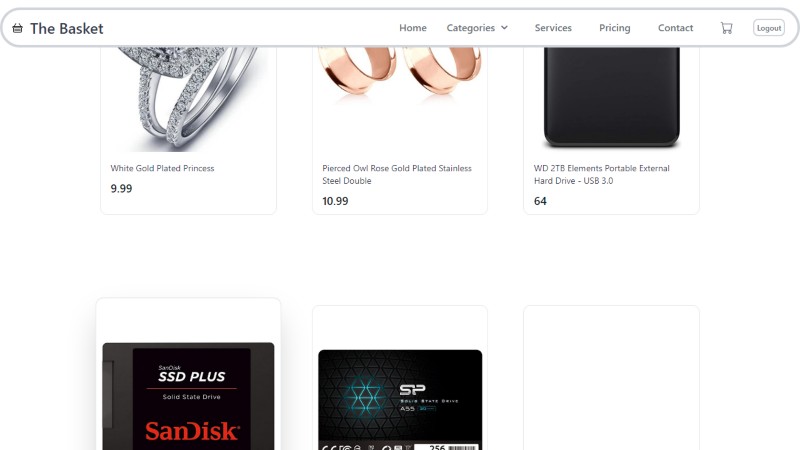 The Basket
Home Categories Services Pricing Contact Logout
White Gold Plated Princess
9.99
Pierced Owl Rose Gold Plated Stainless
Steel Double
10.99
WD 2TB Elements Portable External
Hard Drive - USB 3.0
64
SanDisk
SSD PLUS
Solid State Drive
SanDisk
SP
Solid State Drive
A55
256